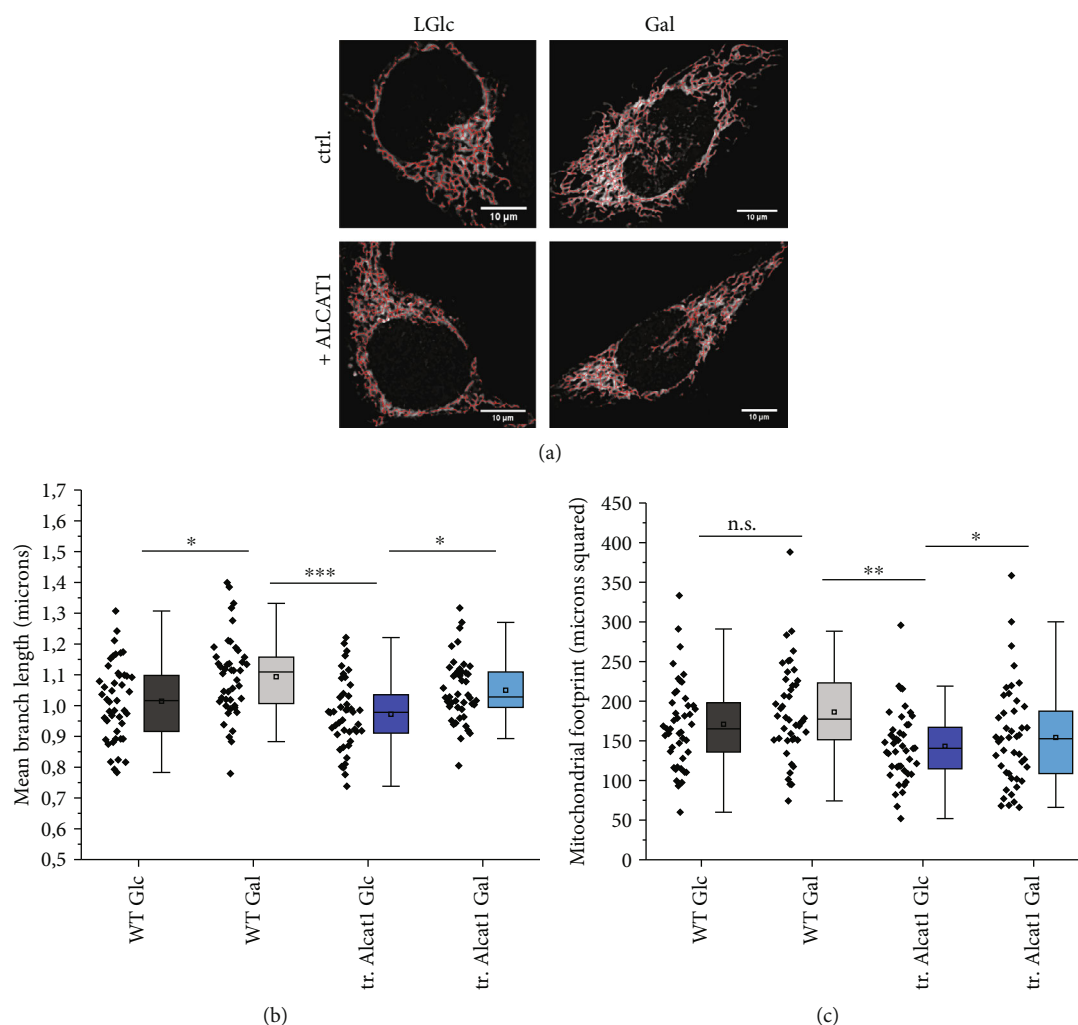 LGlc Gal
ctrl.
10 μm 10 μm
+ ALCAT1
10 μm 10 μm
(a)
Mean branch length (microns)
1,7
1,6
1,5
1,4
1,3
1,2
1,1
1,0
0,9
0,8
0,7
0,6
0,5
* *** *
WT Glc
WT Gal
tr. Alcat1 Glc
tr. Alcat1 Gal
(b)
Mitochondrial footprint (microns squared)
450
400
350
300
250
200
150
100
50
0
n.s. ** *
WT Glc
WT Gal
tr. Alcat1 Glc
tr. Alcat1 Gal
(c)